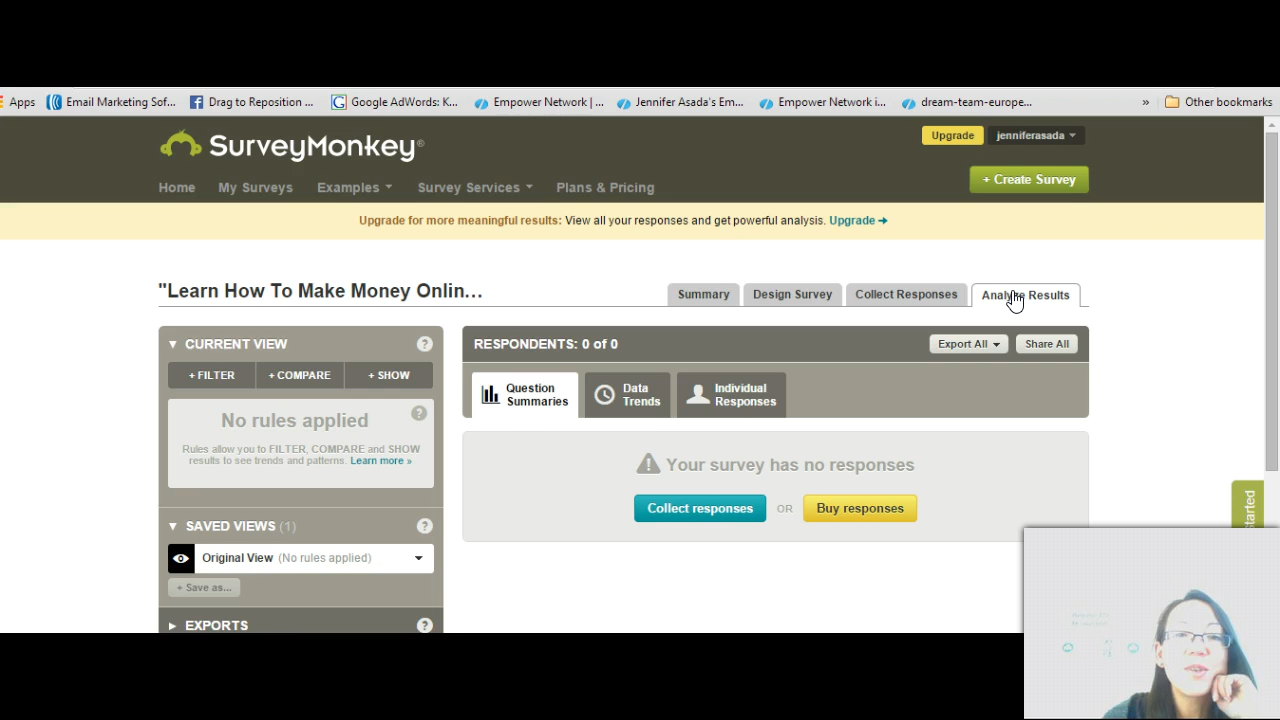 Apps Email Marketing Sof... Drag to Reposition ... Google AdWords: K... Empower Network | ... Jennifer Asada's Em... Empower Network i... dream-team-europe... » Other bookmarks
SurveyMonkey®
Upgrade jenniferasada
Home My Surveys Examples Survey Services Plans & Pricing
+ Create Survey
Upgrade for more meaningful results: View all your responses and get powerful analysis. Upgrade →
"Learn How To Make Money Onlin...
Summary Design Survey Collect Responses Analyze Results
CURRENT VIEW ?
+ FILTER + COMPARE + SHOW
No rules applied ?
Rules allow you to FILTER, COMPARE and SHOW
results to see trends and patterns. Learn more »
SAVED VIEWS (1) ?
Original View (No rules applied)
+ Save as...
EXPORTS ?
RESPONDENTS: 0 of 0
Export All Share All
Question
Summaries
Data
Trends
Individual
Responses
Your survey has no responses
Collect responses OR Buy responses
started